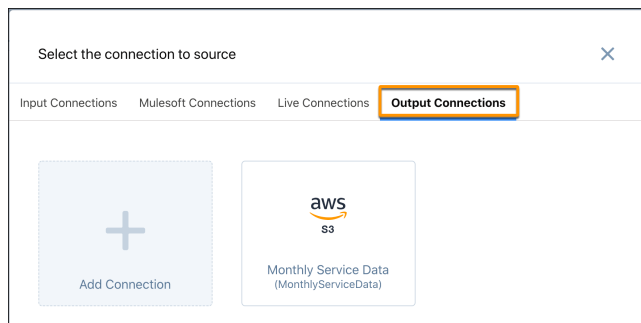 Select the connection to source
Input Connections Mulesoft Connections Live Connections Output Connections
aws
S3
Add Connection
Monthly Service Data
(MonthlyServiceData)